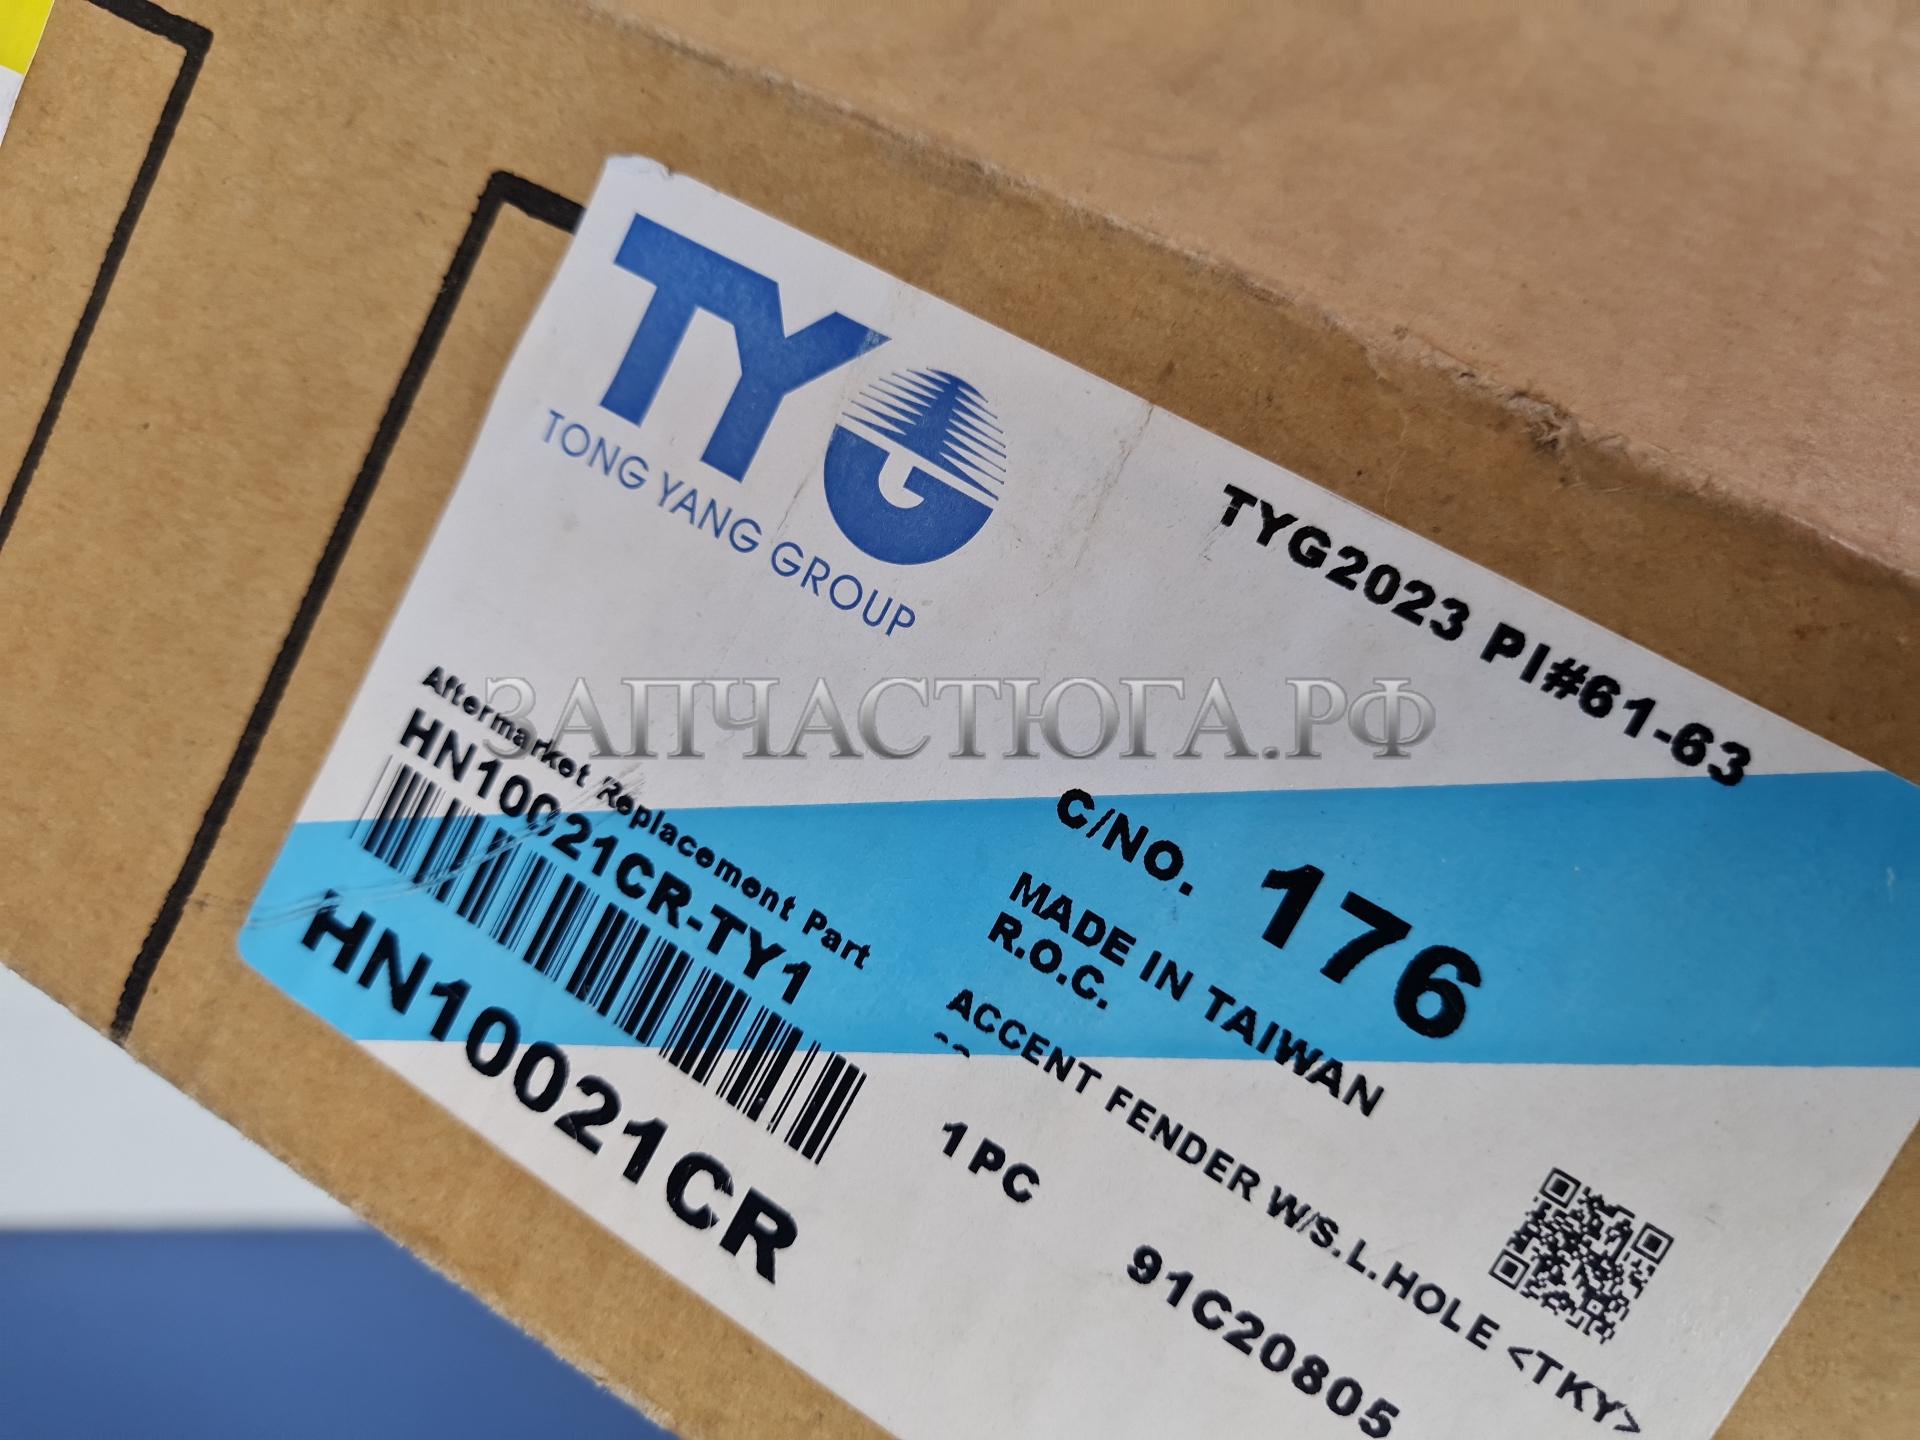 TYG
TONG YANG GROUP
TYG2023 PI#61-63
ЗАПЧАСТЮГА.РФ
Aftermarket Replacement Part
HN10021CR-TY1
HN10021CR
C/NO. 176
MADE IN TAIWAN
R.O.C.
ACCENT FENDER W/S.L.HOLE <TKY>
1PC
91C20805